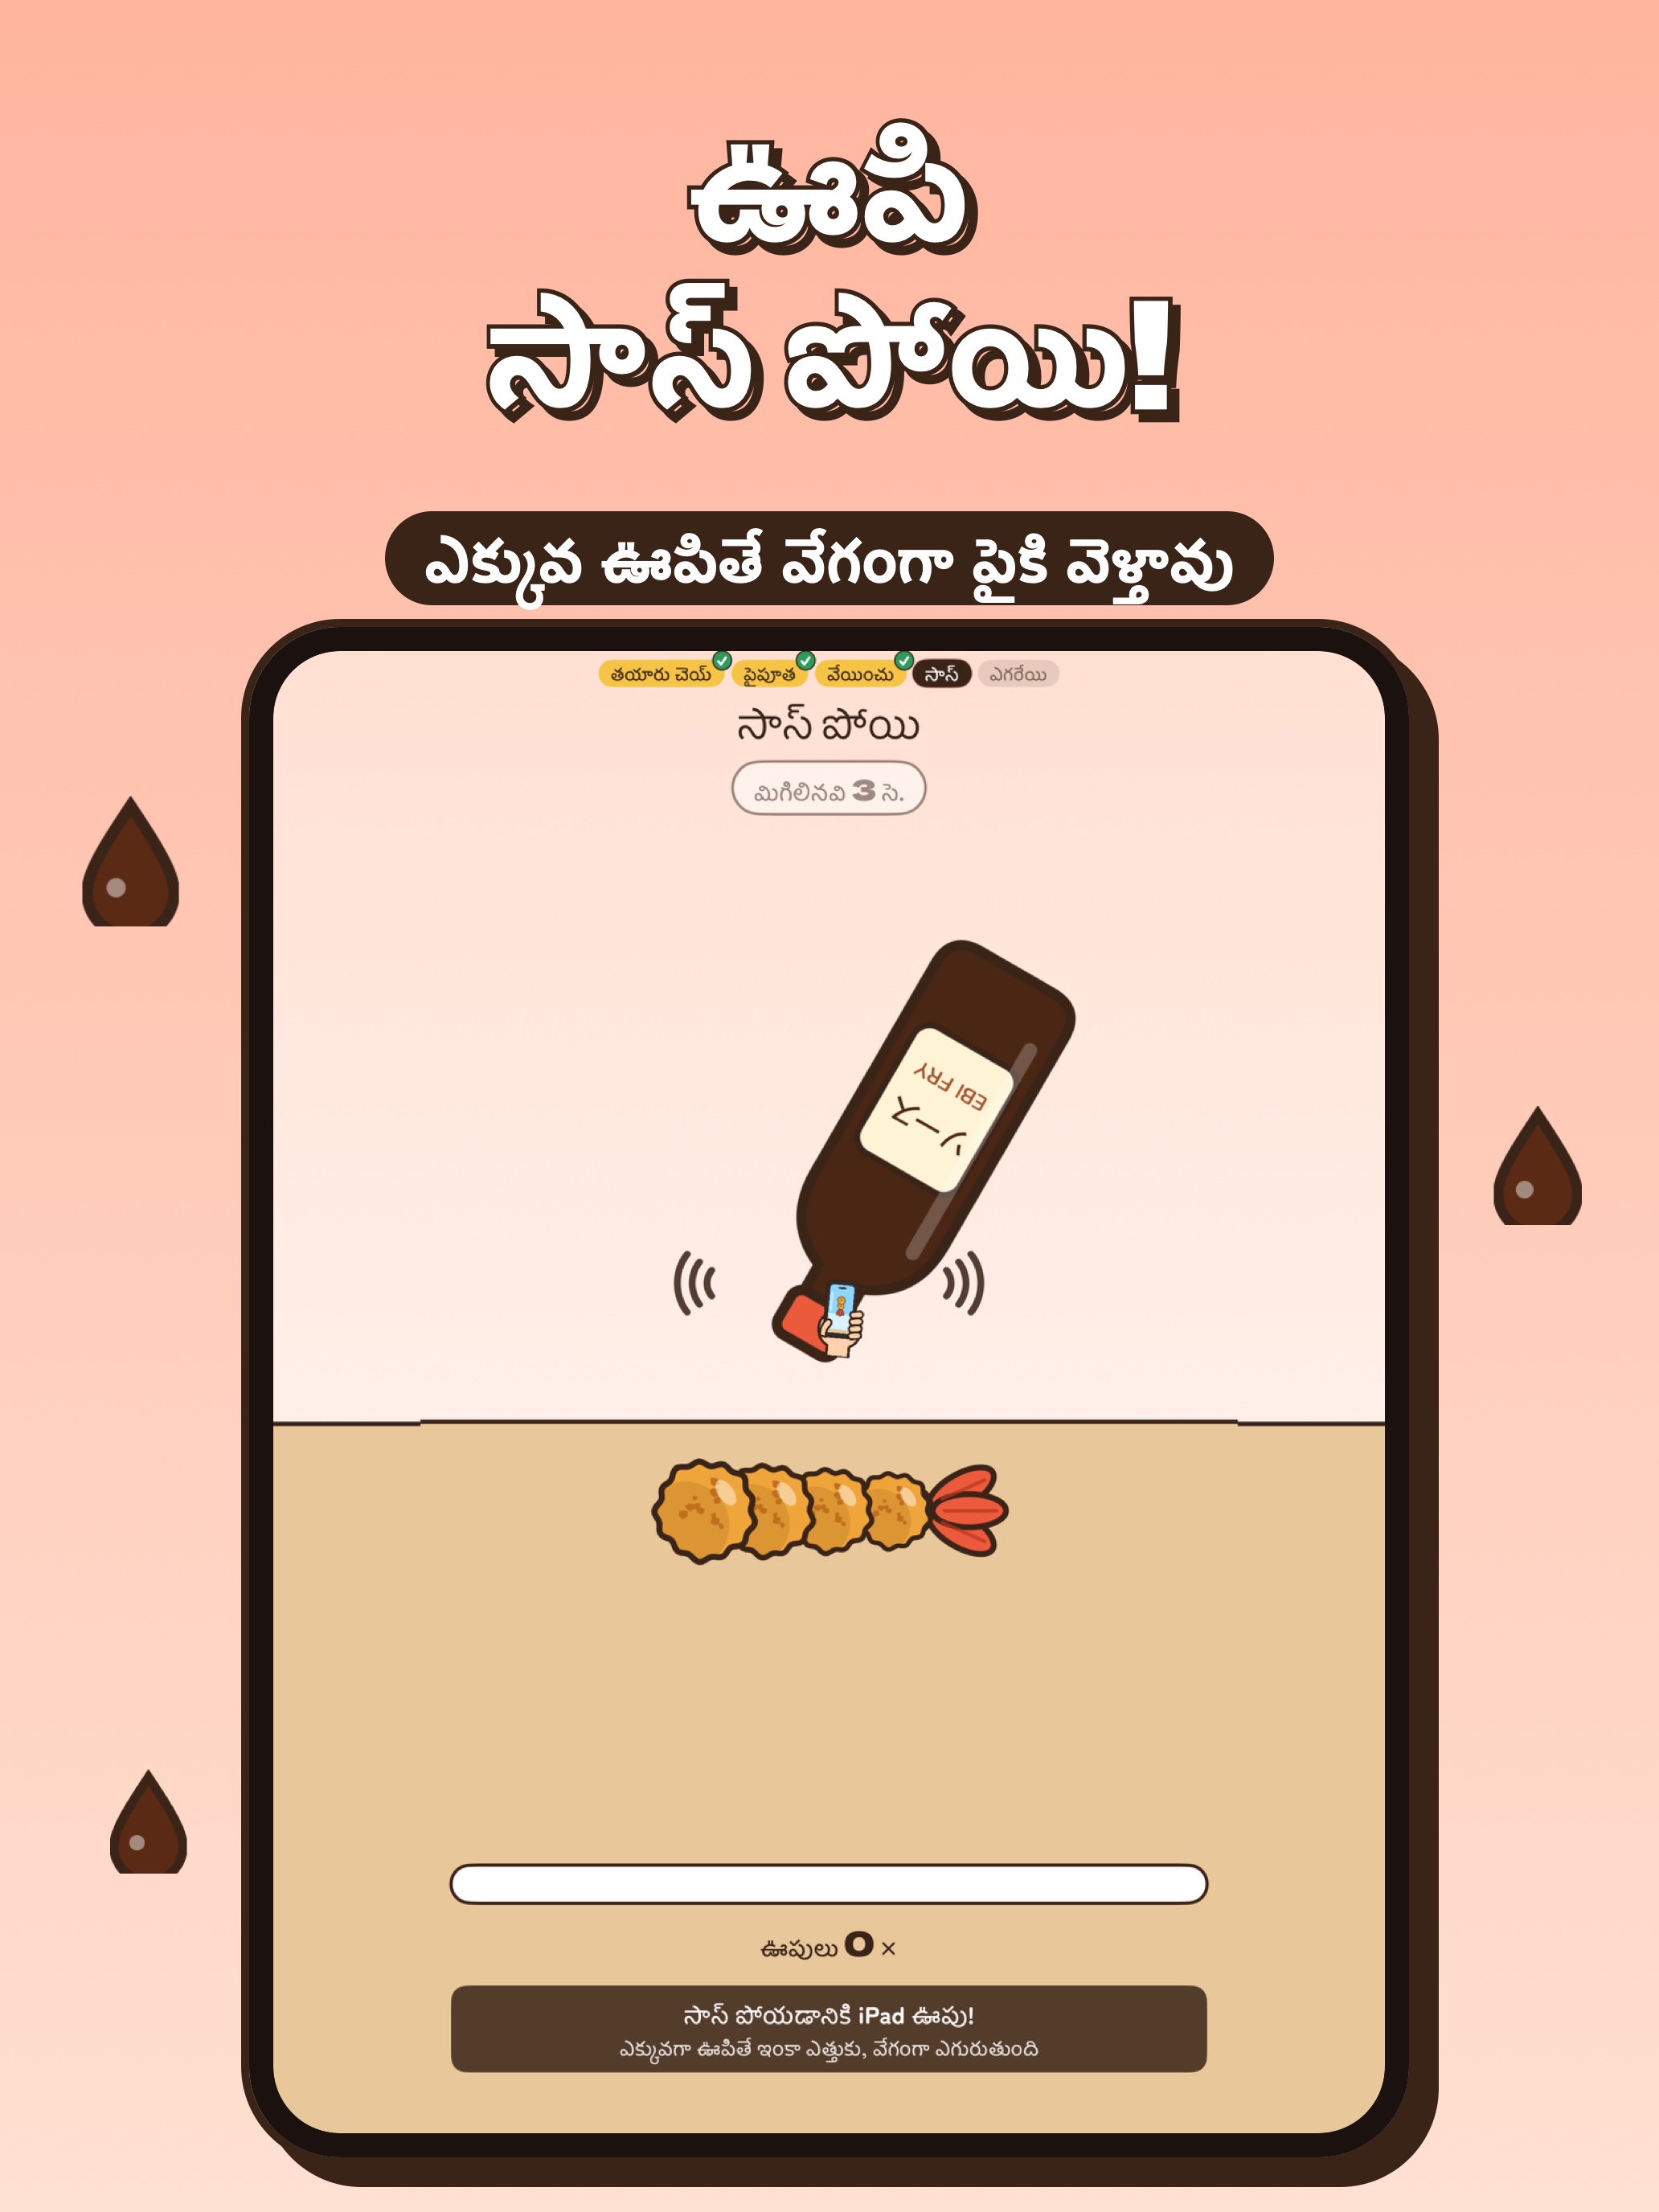 ఊపి
సాస్ పోయి!
ఎక్కువ ఊపితే వేగంగా పైకి వెళ్తావు
తయారు చెయ్ పైపూత వేయించు సాస్ ఎగరేయి
సాస్ పోయి
మిగిలినవి 3 సె.
EBI FRY
ソース
ఊపులు 0 ×
సాస్ పోయడానికి iPad ఊపు!
ఎక్కువగా ఊపితే ఇంకా ఎత్తుకు, వేగంగా ఎగురుతుంది